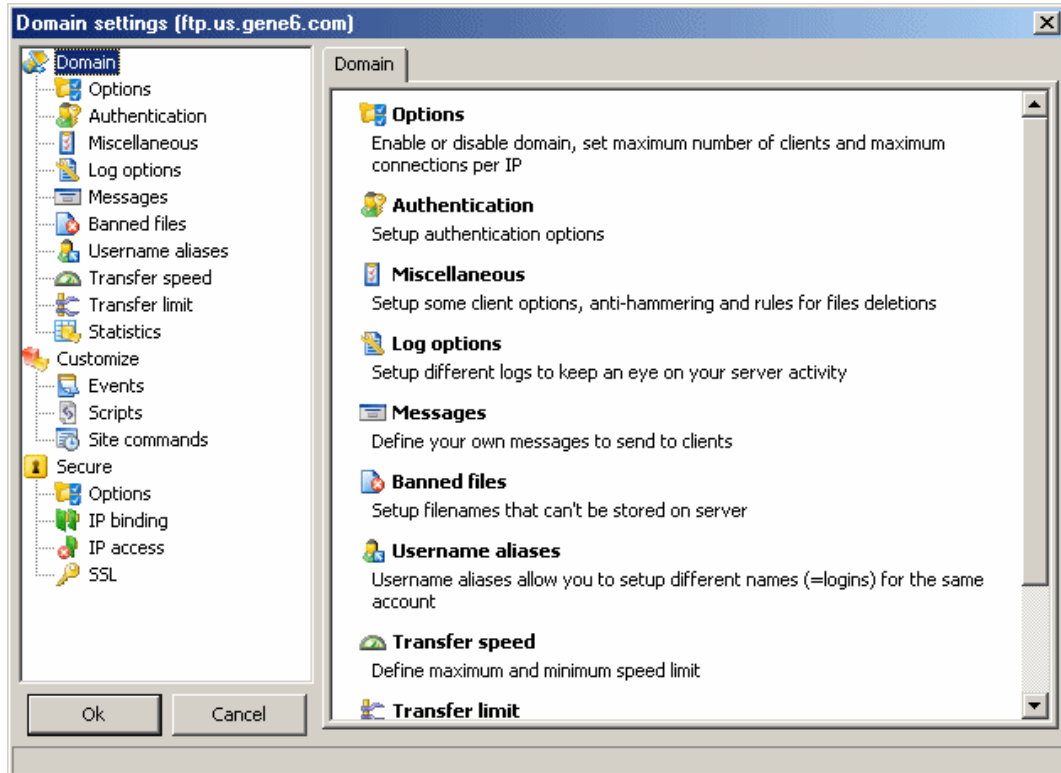 Domain settings (ftp.us.gene6.com)
Domain
Options
Authentication
Miscellaneous
Log options
Messages
Banned files
Username aliases
Transfer speed
Transfer limit
Statistics
Customize
Events
Scripts
Site commands
Secure
Options
IP binding
IP access
SSL
Ok
Cancel
Domain
Options
Enable or disable domain, set maximum number of clients and maximum
connections per IP
Authentication
Setup authentication options
Miscellaneous
Setup some client options, anti-hammering and rules for files deletions
Log options
Setup different logs to keep an eye on your server activity
Messages
Define your own messages to send to clients
Banned files
Setup filenames that can't be stored on server
Username aliases
Username aliases allow you to setup different names (=logins) for the same
account
Transfer speed
Define maximum and minimum speed limit
Transfer limit